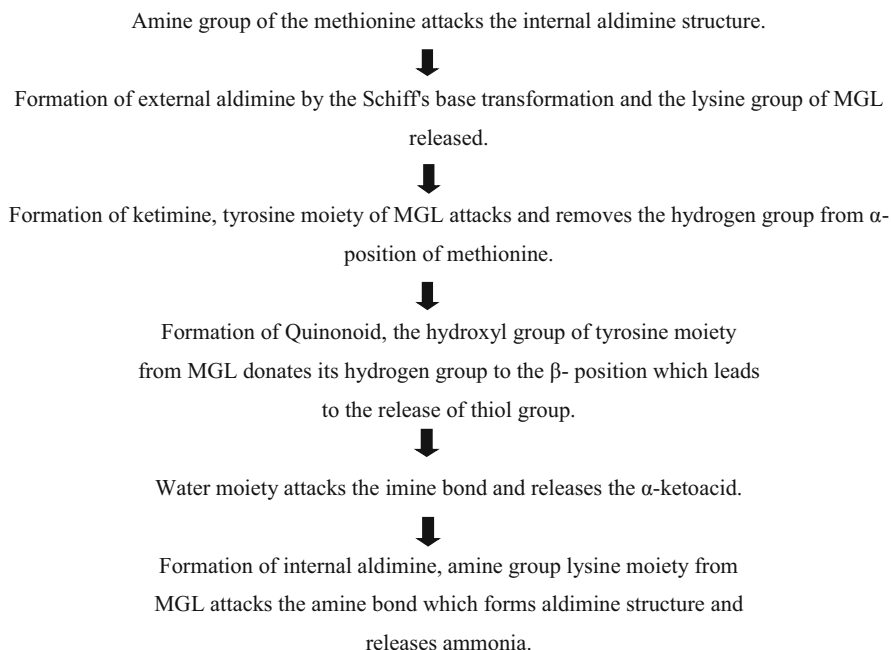 Amine group of the methionine attacks the internal aldimine structure.
Formation of external aldimine by the Schiff's base transformation and the lysine group of MGL
released.
Formation of ketimine, tyrosine moiety of MGL attacks and removes the hydrogen group from α-
position of methionine.
Formation of Quinonoid, the hydroxyl group of tyrosine moiety
from MGL donates its hydrogen group to the β- position which leads
to the release of thiol group.
Water moiety attacks the imine bond and releases the α-ketoacid.
Formation of internal aldimine, amine group lysine moiety from
MGL attacks the amine bond which forms aldimine structure and
releases ammonia.